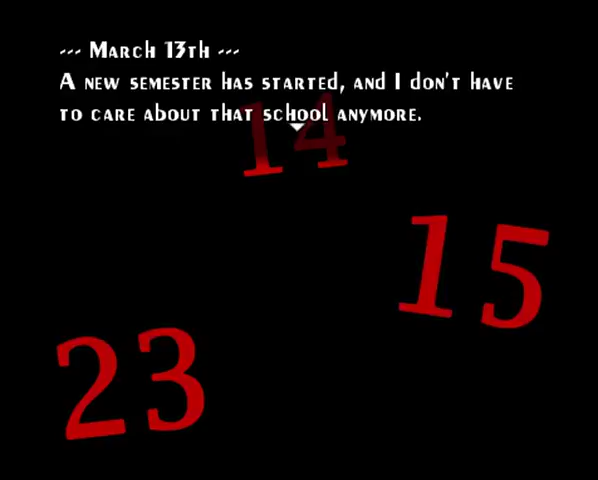 --- March 13th ---
A new semester has started, and I don't have
to care about that school anymore.
14
15
23